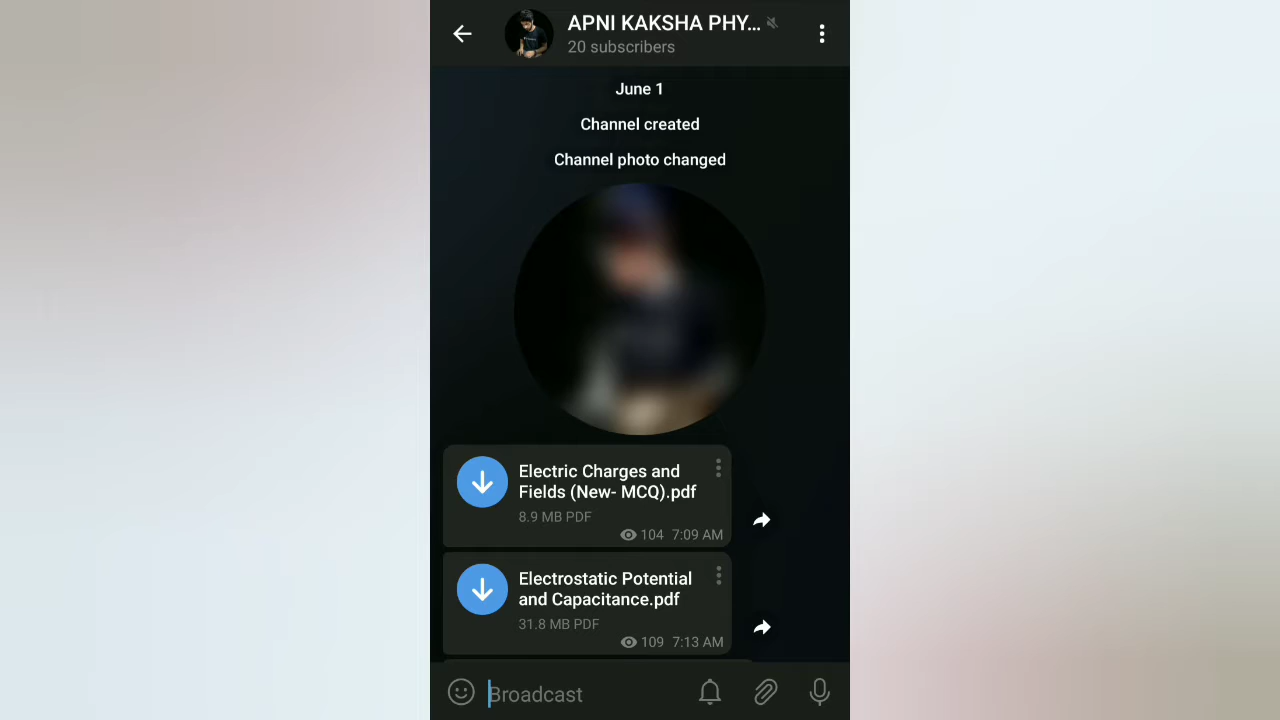 APNI KAKSHA PHY...
20 subscribers
June 1
Channel created
Channel photo changed
Electric Charges and
Fields (New- MCQ).pdf
8.9 MB PDF
104 7:09 AM
Electrostatic Potential
and Capacitance.pdf
31.8 MB PDF
109 7:13 AM
Broadcast